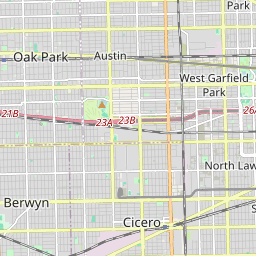 Park
Oak Park
Austin
West Garfield
Park
21B
23A
23B
26A
North Law
Berwyn
Cicero